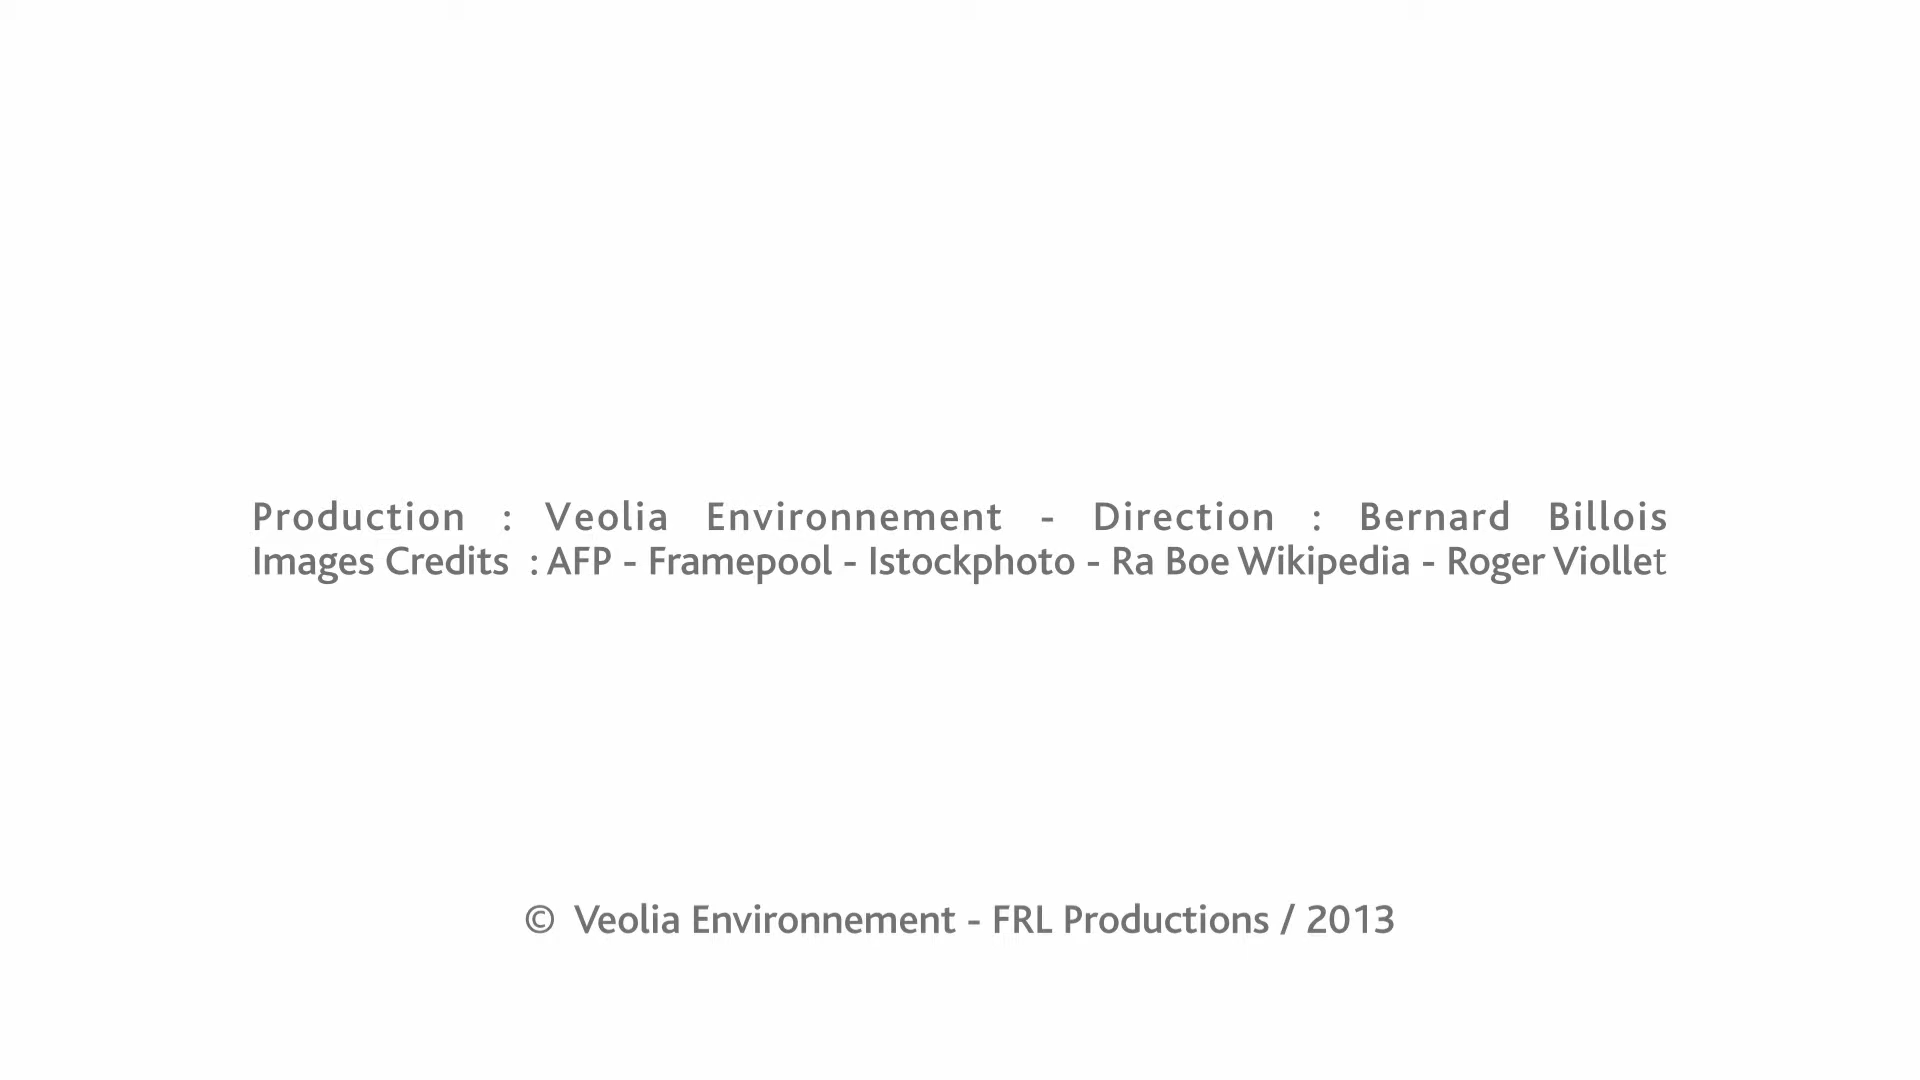 Production : Veolia Environnement - Direction : Bernard Billois
Images Credits : AFP - Framepool - Istockphoto - Ra Boe Wikipedia - Roger Viollet
© Veolia Environnement - FRL Productions / 2013